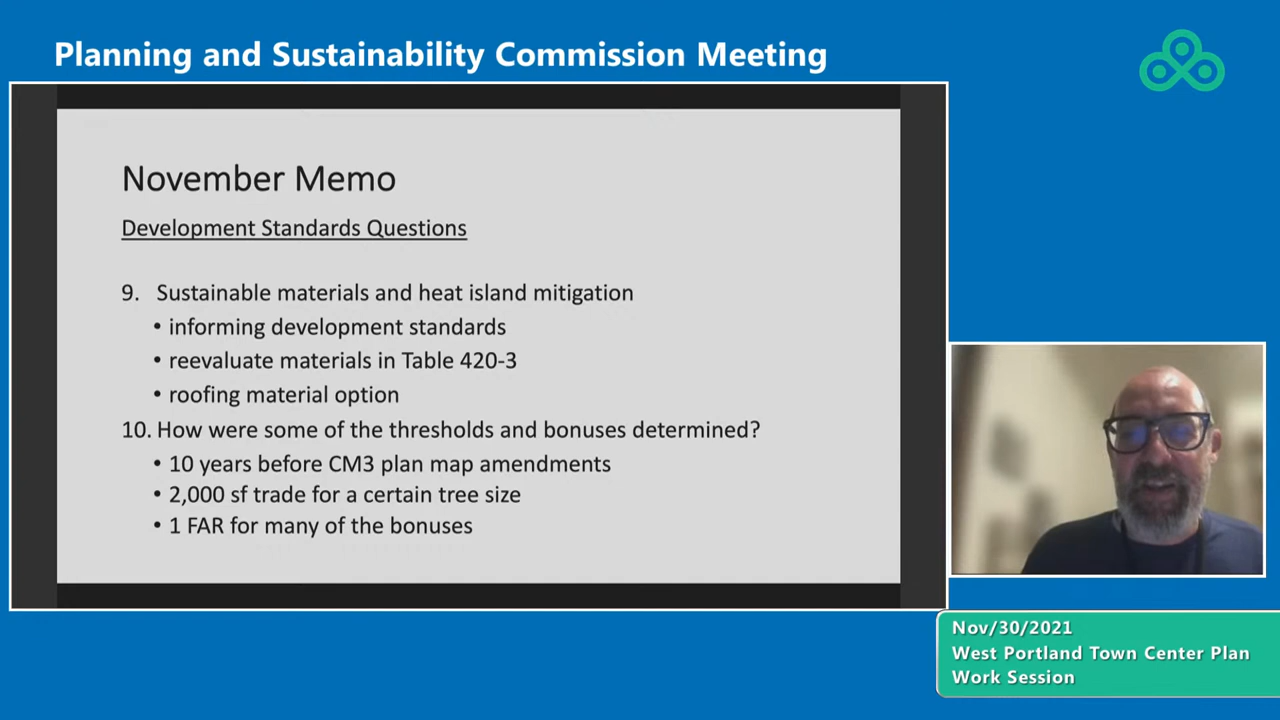 Planning and Sustainability Commission Meeting
November Memo
Development Standards Questions
9. Sustainable materials and heat island mitigation
• informing development standards
• reevaluate materials in Table 420-3
• roofing material option
10. How were some of the thresholds and bonuses determined?
• 10 years before CM3 plan map amendments
• 2,000 sf trade for a certain tree size
• 1 FAR for many of the bonuses
Nov/30/2021
West Portland Town Center Plan
Work Session